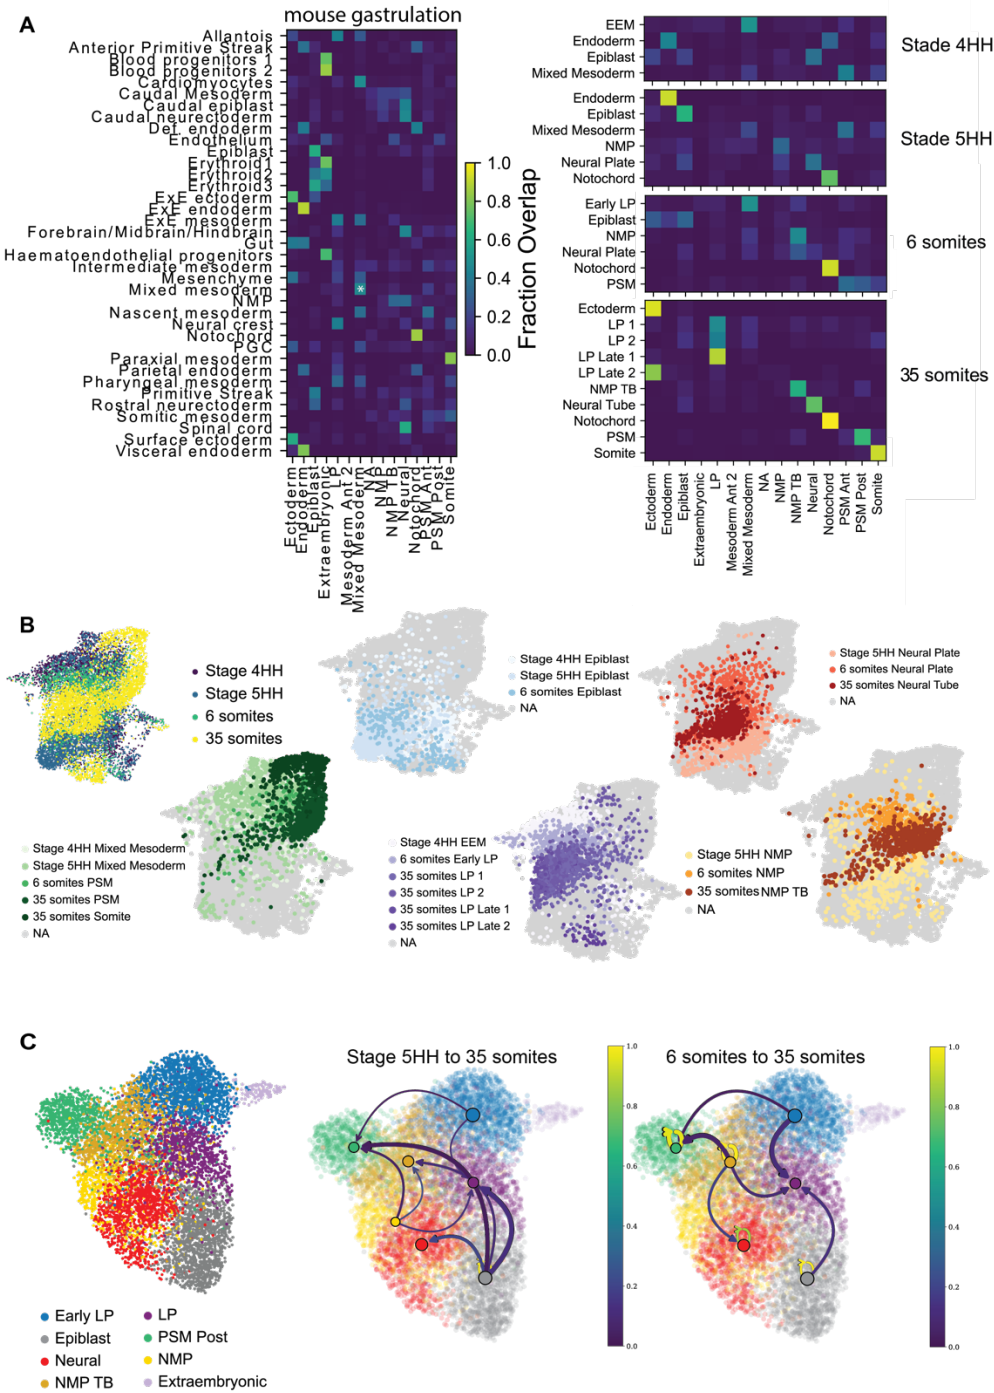 A
mouse gastrulation
Allantois
Anterior Primitive Streak
Blood progenitors 1
Blood progenitors 2
Cardiomyocytes
Caudal Mesoderm
Caudal epiblast
Caudal neurectoderm
Def. endoderm
Endothelium
Epiblast
Erythroid1
Erythroid2
Erythroid3
ExE ectoderm
ExE endoderm
ExE mesoderm
Forebrain/Midbrain/Hindbrain
Gut
Haematoendothelial progenitors
Intermediate mesoderm
Mesenchyme
Mixed mesoderm
NMP
Nascent mesoderm
Neural crest
Notochord
PGC
Paraxial mesoderm
Parietal endoderm
Pharyngeal mesoderm
Primitive Streak
Rostral neurectoderm
Somitic mesoderm
Spinal cord
Surface ectoderm
Visceral endoderm
*
Ectoderm
Endoderm
Epiblast
Extraembryonic
LP
Mesoderm Ant 2
Mixed Mesoderm
NA
NMP
NMP TB
Neural
Notochord
PSM Ant
PSM Post
Somite
1.0
0.8
0.6
0.4
0.2
0.0
Fraction Overlap
EEM
Endoderm
Epiblast
Mixed Mesoderm
Stade 4HH
Endoderm
Epiblast
Mixed Mesoderm
NMP
Neural Plate
Notochord
Stade 5HH
Early LP
Epiblast
NMP
Neural Plate
Notochord
PSM
6 somites
Ectoderm
LP 1
LP 2
LP Late 1
LP Late 2
NMP TB
Neural Tube
Notochord
PSM
Somite
35 somites
Ectoderm
Endoderm
Epiblast
Extraembryonic
LP
Mesoderm Ant 2
Mixed Mesoderm
NA
NMP
NMP TB
Neural
Notochord
PSM Ant
PSM Post
Somite
B
Stage 4HH
Stage 5HH
6 somites
35 somites
Stage 4HH Epiblast
Stage 5HH Epiblast
6 somites Epiblast
NA
Stage 5HH Neural Plate
6 somites Neural Plate
35 somites Neural Tube
NA
Stage 4HH Mixed Mesoderm
Stage 5HH Mixed Mesoderm
6 somites PSM
35 somites PSM
35 somites Somite
NA
Stage 4HH EEM
6 somites Early LP
35 somites LP 1
35 somites LP 2
35 somites LP Late 1
35 somites LP Late 2
NA
Stage 5HH NMP
6 somites NMP
35 somites NMP TB
NA
C
Early LP
Epiblast
Neural
NMP TB
LP
PSM Post
NMP
Extraembryonic
Stage 5HH to 35 somites
1.0
0.8
0.6
0.4
0.2
0.0
6 somites to 35 somites
1.0
0.8
0.6
0.4
0.2
0.0